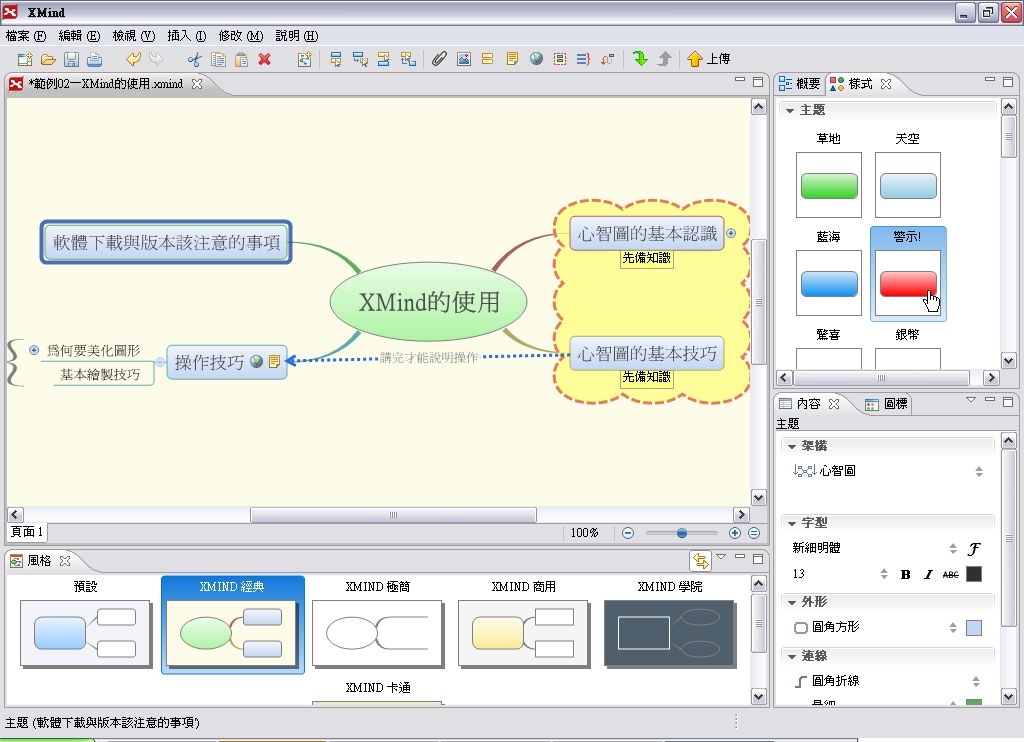 XMind
檔案 (F) 編輯 (E) 檢視 (V) 插入 (I) 修改 (M) 說明 (H)
上傳
*範例02—XMind的使用.xmind
軟體下載與版本該注意的事項
心智圖的基本認識
先備知識
XMind的使用
為何要美化圖形
基本繪製技巧
操作技巧
講完才能說明操作
心智圖的基本技巧
先備知識
頁面 1
100%
風格
預設 XMIND 經典 XMIND 極簡 XMIND 商用 XMIND 學院
XMIND 卡通
概要 樣式
主題
草地 天空
藍海 警示!
驚喜 銀幣
內容 圖標
主題
架構
心智圖
字型
新細明體
13 B I ABC
外形
圓角方形
連線
圓角折線
主題 ('軟體下載與版本該注意的事項')